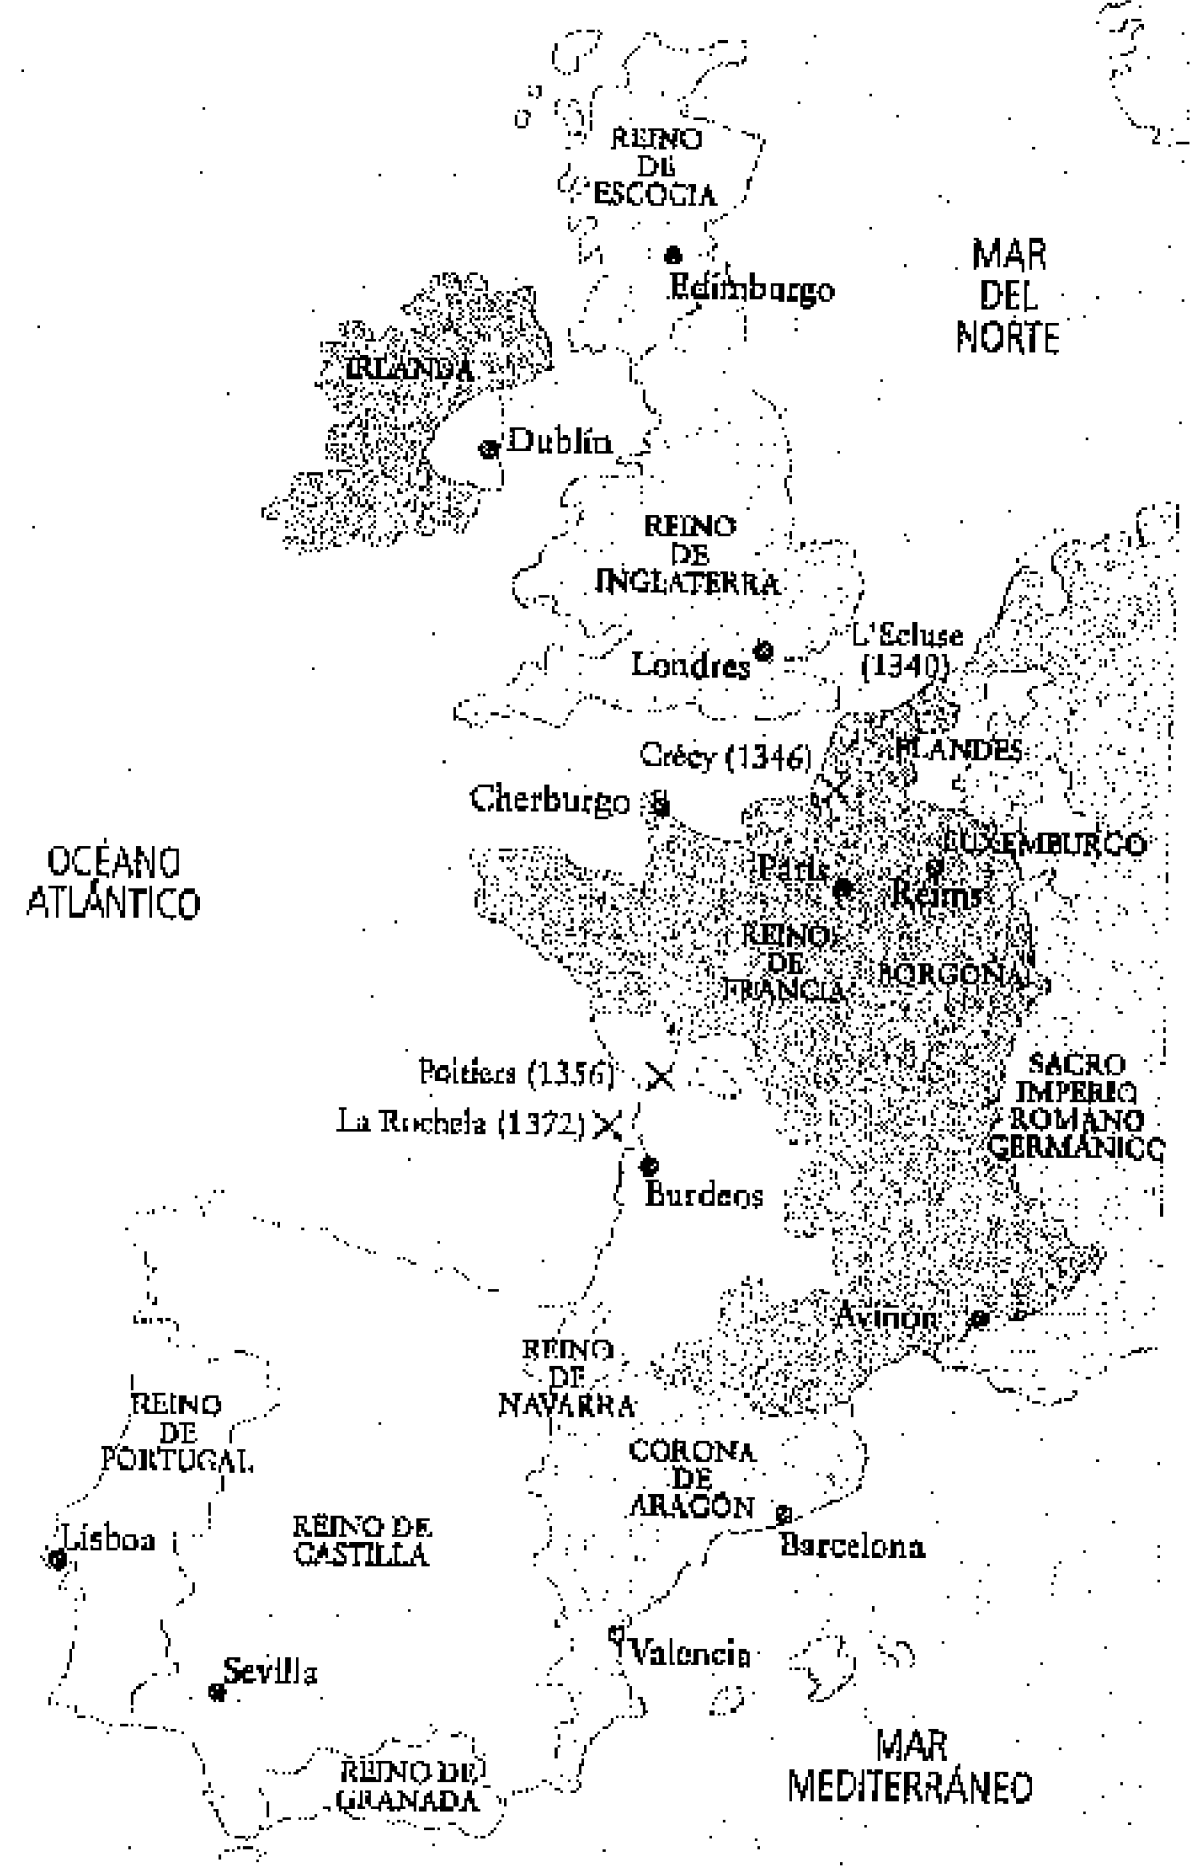 REINO
DE
ESCOCIA
Edimburgo
MAR
DEL
NORTE
IRLANDA
Dublín
REINO
DE
INGLATERRA
Londres
L'Ecluse
(1340)
FLANDES
Crécy (1346)
Cherburgo
LUXEMBURGO
OCÉANO
ATLÁNTICO
París
Reims
REINO
DE
FRANCIA
BORGOÑA
Poitiers (1356)
La Rochela (1372)
SACRO
IMPERIO
ROMANO
GERMÁNICO
Burdeos
Aviñón
REINO
DE
NAVARRA
REINO
DE
PORTUGAL
CORONA
DE
ARAGÓN
Lisboa
REINO DE
CASTILLA
Barcelona
Valencia
Sevilla
MAR
MEDITERRÁNEO
REINO DE
GRANADA